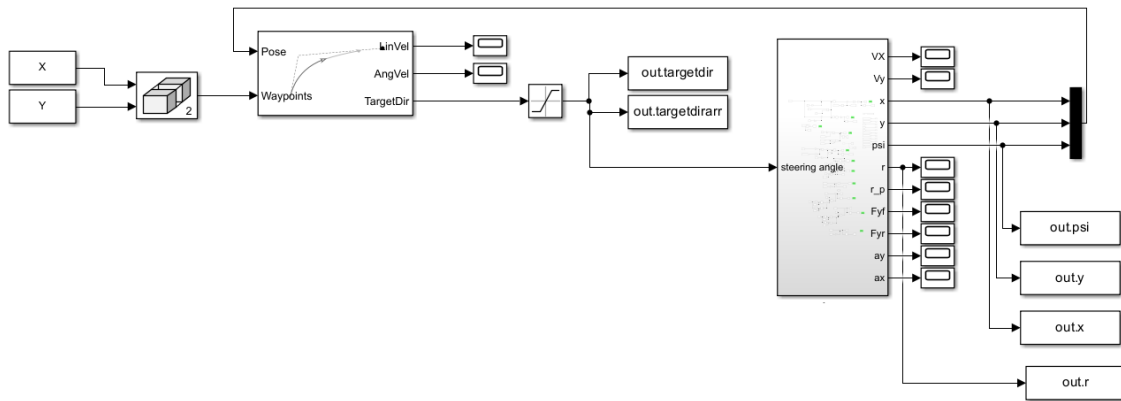 X
Y
2
Pose
Waypoints
LinVel
AngVel
TargetDir
out.targetdir
out.targetdirarr
steering angle
VX
Vy
x
y
psi
r
r_p
Fyf
Fyr
ay
ax
out.psi
out.y
out.x
out.r